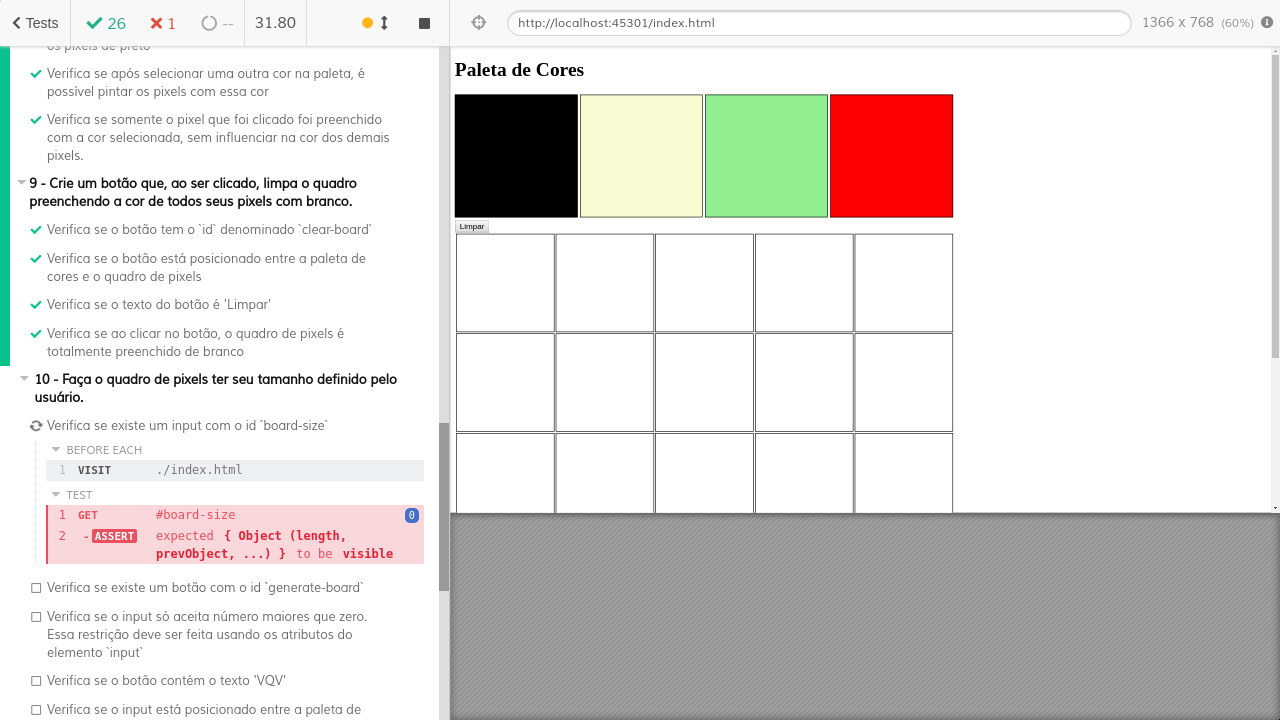 Tests 26 1 -- 31.80 http://localhost:45301/index.html 1366 x 768 (60%)
os pixels de preto
Verifica se após selecionar uma outra cor na paleta, é
possível pintar os pixels com essa cor
Verifica se somente o pixel que foi clicado foi preenchido
com a cor selecionada, sem influenciar na cor dos demais
pixels.
9 - Crie um botão que, ao ser clicado, limpa o quadro
preenchendo a cor de todos seus pixels com branco.
Verifica se o botão tem o `id` denominado `clear-board`
Verifica se o botão está posicionado entre a paleta de
cores e o quadro de pixels
Verifica se o texto do botão é 'Limpar'
Verifica se ao clicar no botão, o quadro de pixels é
totalmente preenchido de branco
10 - Faça o quadro de pixels ter seu tamanho definido pelo
usuário.
Verifica se existe um input com o id `board-size`
BEFORE EACH
1 VISIT ./index.html
TEST
1 GET #board-size 0
2 -ASSERT expected { Object (length,
prevObject, ...) } to be visible
Verifica se existe um botão com o id `generate-board`
Verifica se o input só aceita número maiores que zero.
Essa restrição deve ser feita usando os atributos do
elemento `input`
Verifica se o botão contém o texto 'VQV'
Verifica se o input está posicionado entre a paleta de
Paleta de Cores
Limpar